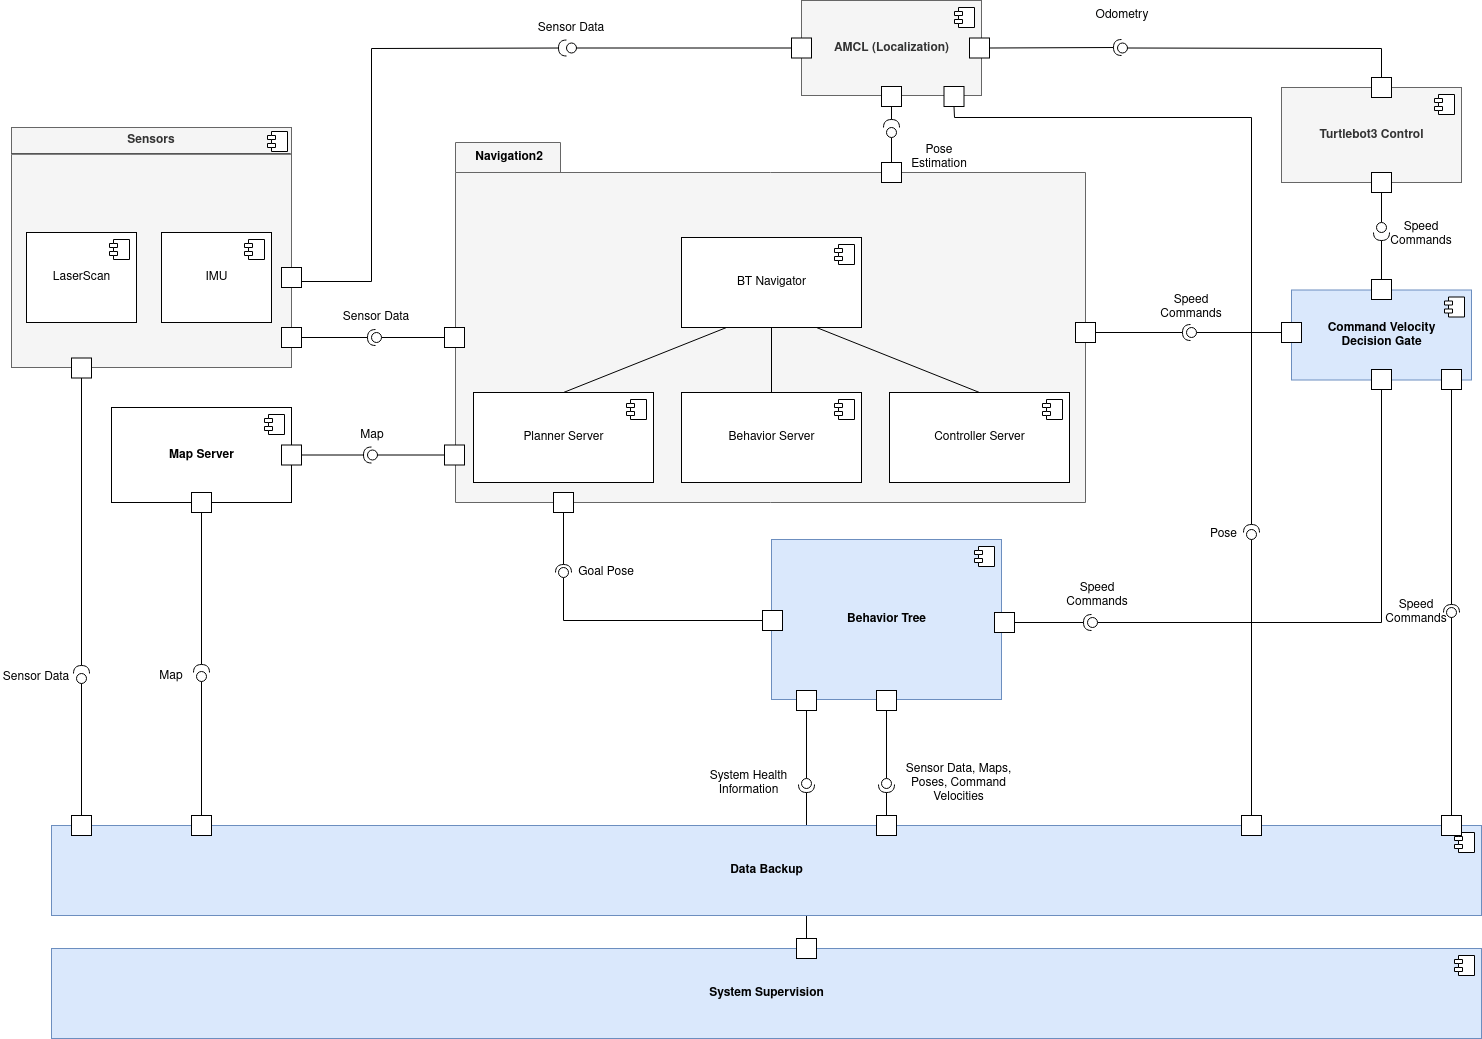 Odometry
Sensor Data
AMCL (Localization)
Turtlebot3 Control
Sensors
Navigation2
Pose
Estimation
Speed
Commands
LaserScan
IMU
BT Navigator
Sensor Data
Speed
Commands
Command Velocity
Decision Gate
Map
Map Server
Planner Server
Behavior Server
Controller Server
Pose
Goal Pose
Speed
Commands
Speed
Commands
Behavior Tree
Sensor Data
Map
System Health
Information
Sensor Data, Maps,
Poses, Command
Velocities
Data Backup
System Supervision